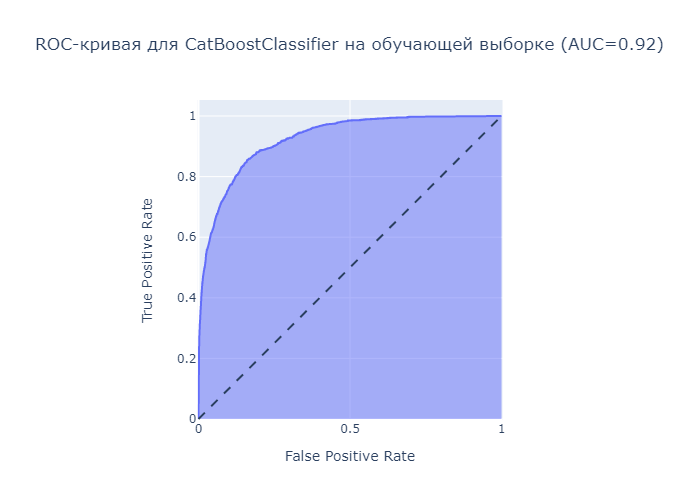 ROC-кривая для CatBoostClassifier на обучающей выборке (AUC=0.92)
1
0.8
0.6
0.4
0.2
0
0 0.5 1
True Positive Rate
False Positive Rate